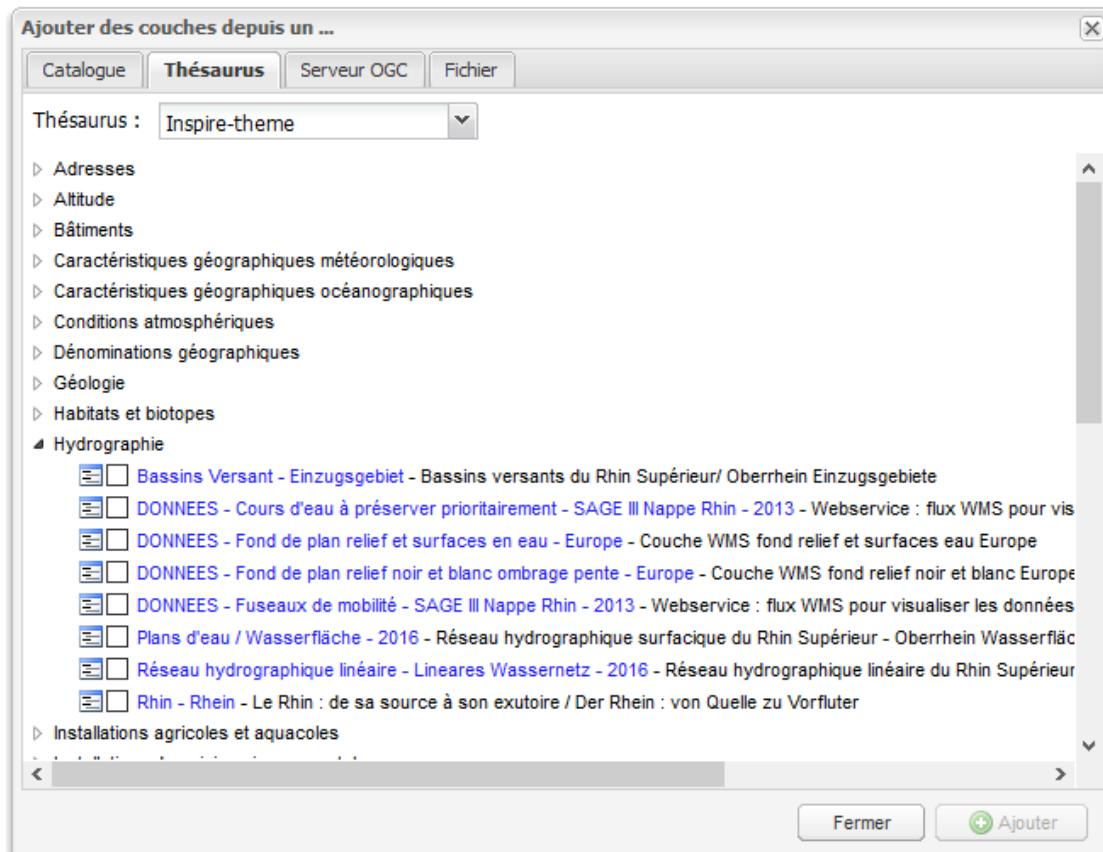 Ajouter des couches depuis un ...
Catalogue Thésaurus Serveur OGC Fichier
Thésaurus : Inspire-theme
Adresses
Altitude
Bâtiments
Caractéristiques géographiques météorologiques
Caractéristiques géographiques océanographiques
Conditions atmosphériques
Dénominations géographiques
Géologie
Habitats et biotopes
Hydrographie
Bassins Versant - Einzugsgebiet - Bassins versants du Rhin Supérieur/ Oberrhein Einzugsgebiete
DONNEES - Cours d'eau à préserver prioritairement - SAGE III Nappe Rhin - 2013 - Webservice : flux WMS pour vis
DONNEES - Fond de plan relief et surfaces en eau - Europe - Couche WMS fond relief et surfaces eau Europe
DONNEES - Fond de plan relief noir et blanc ombrage pente - Europe - Couche WMS fond relief noir et blanc Europe
DONNEES - Fuseaux de mobilité - SAGE III Nappe Rhin - 2013 - Webservice : flux WMS pour visualiser les données
Plans d'eau / Wasserfläche - 2016 - Réseau hydrographique surfacique du Rhin Supérieur - Oberrhein Wasserfläc
Réseau hydrographique linéaire - Lineares Wassernetz - 2016 - Réseau hydrographique linéaire du Rhin Supérieur
Rhin - Rhein - Le Rhin : de sa source à son exutoire / Der Rhein : von Quelle zu Vorfluter
Installations agricoles et aquacoles
Fermer Ajouter